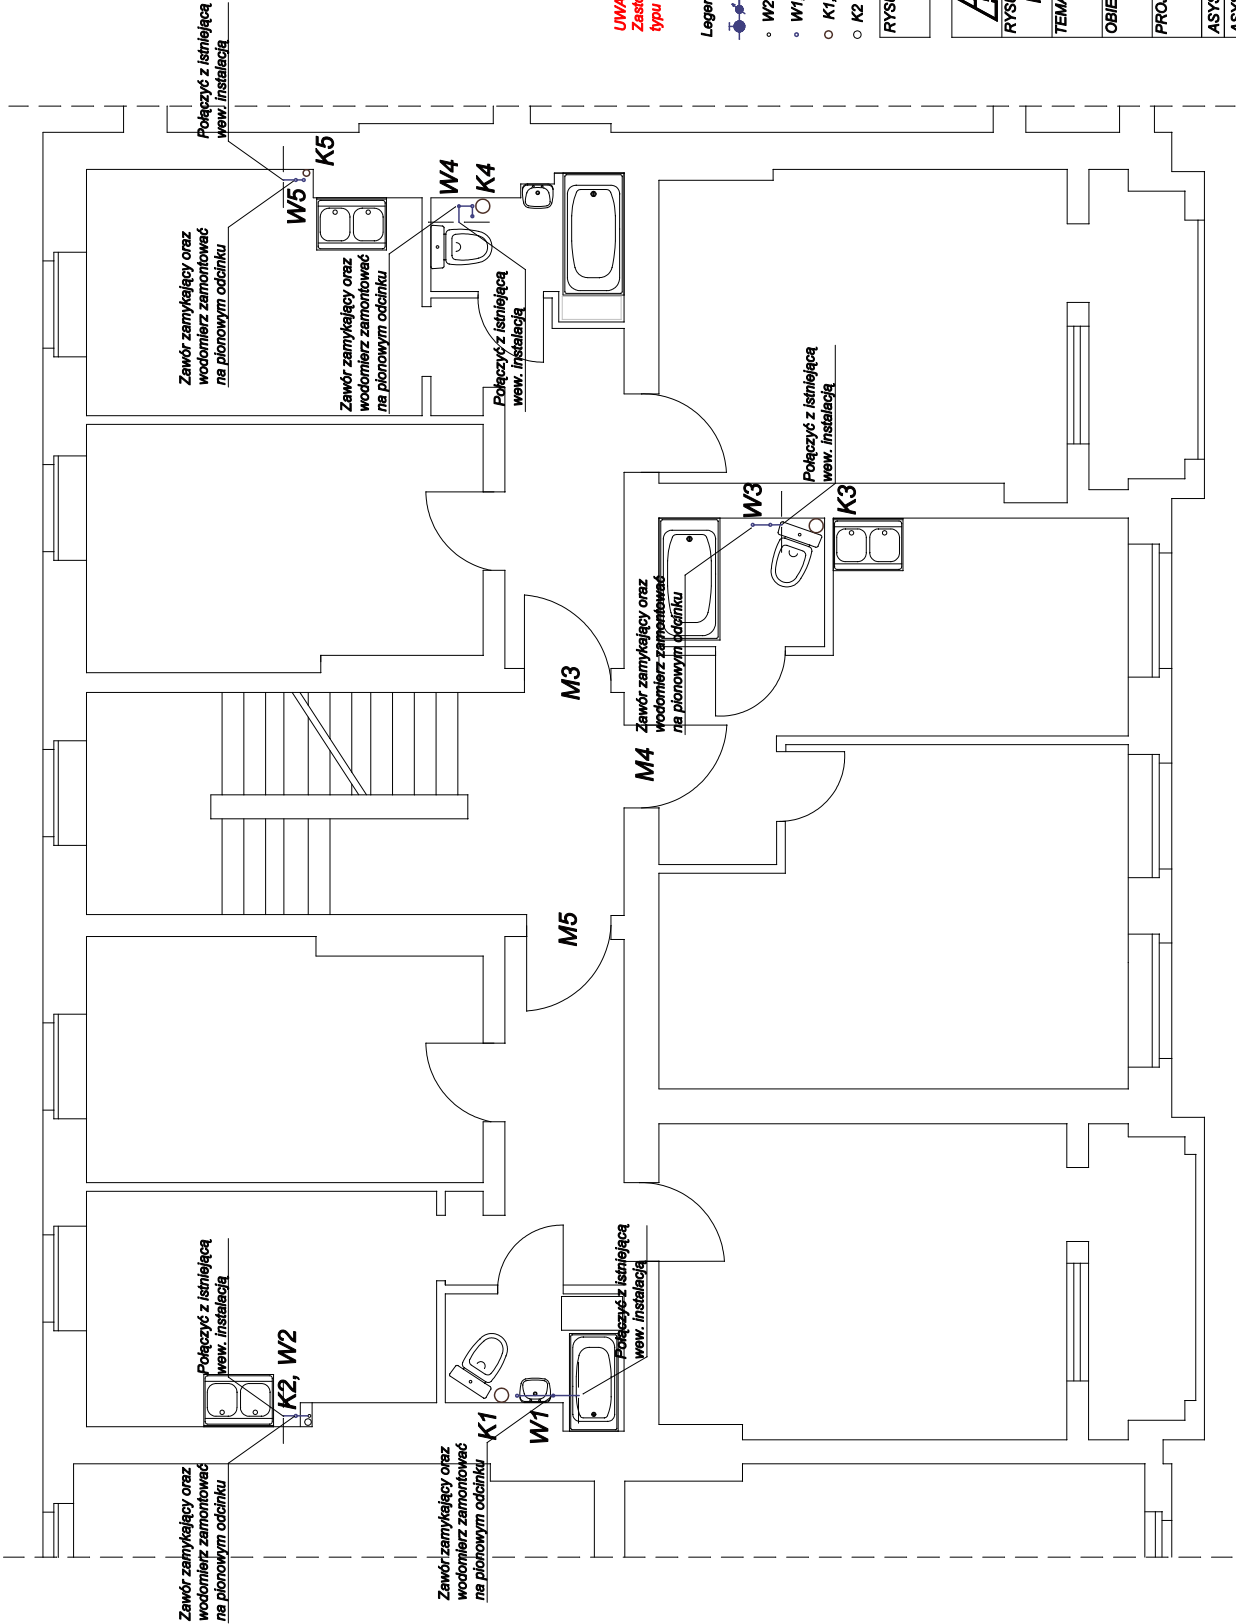 Połączyć z istniejącą
wew. instalacją
K5
W5
Zawór zamykający oraz
wodomierz zamontować
na pionowym odcinku
W4
K4
Zawór zamykający oraz
wodomierz zamontować
na pionowym odcinku
Połączyć z istniejącą
wew. instalacją
Połączyć z istniejącą
wew. instalacją
W3
K3
Zawór zamykający oraz
wodomierz zamontować
na pionowym odcinku
M3
M4
M5
Połączyć z istniejącą
wew. instalacją
K2, W2
Zawór zamykający oraz
wodomierz zamontować
na pionowym odcinku
K1
W1
Połączyć z istniejącą
wew. instalacją
Zawór zamykający oraz
wodomierz zamontować
na pionowym odcinku
typu
W2
K2